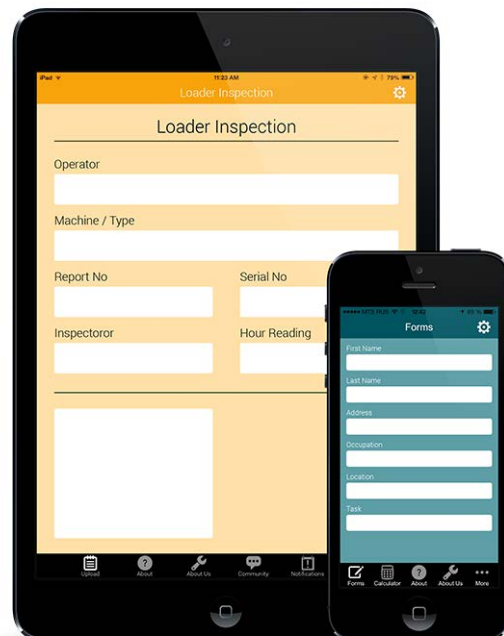 iPad
11:23 AM
79%
Loader Inspection
Loader Inspection
Operator
Machine / Type
Report No
Serial No
Inspectoror
Hour Reading
Upload
About
About Us
Community
Notifications
MTS RUS
12:42
Forms
First Name
Last Name
Address
Occupation
Location
Task
Forms
Calculator
About
About Us
More